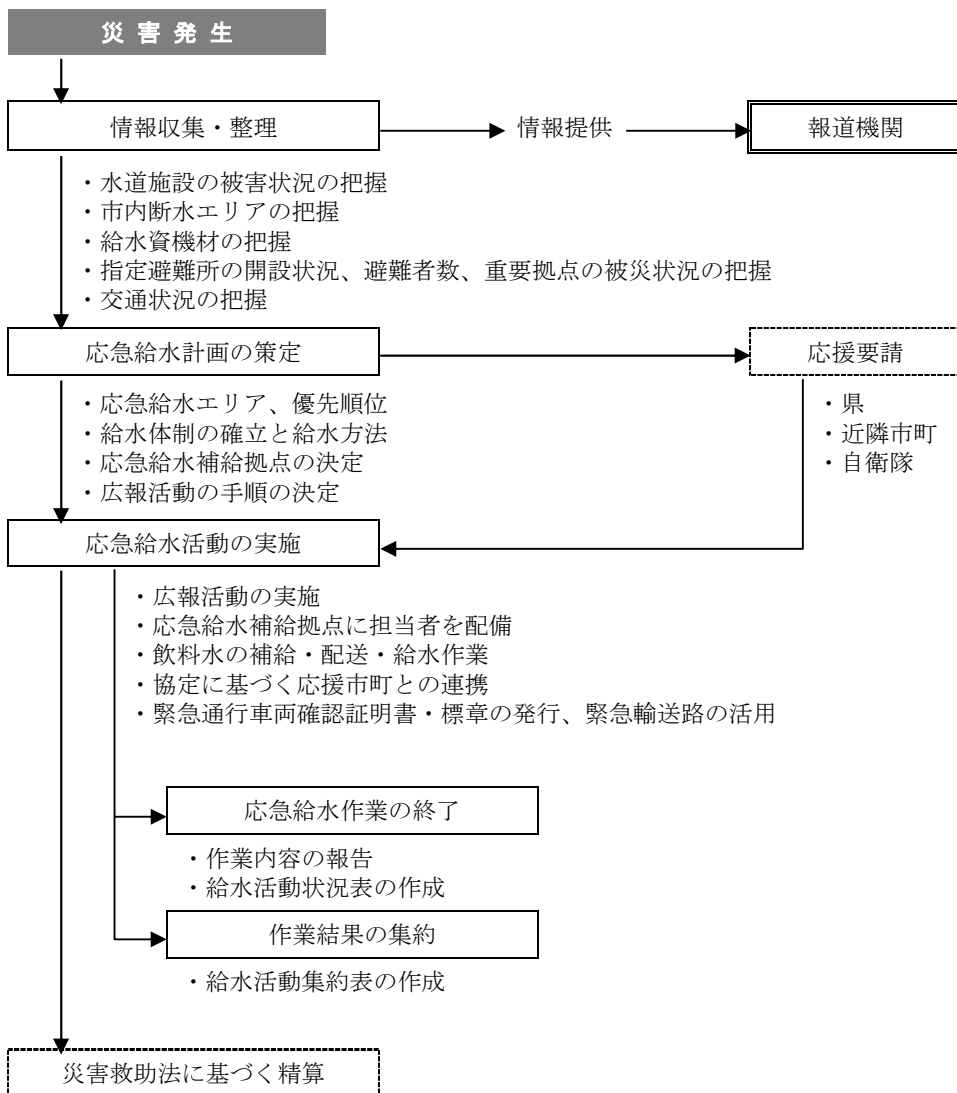 災害発生
情報収集・整理
情報提供
報道機関
・水道施設の被害状況の把握
・市内断水エリアの把握
・給水資機材の把握
・指定避難所の開設状況、避難者数、重要拠点の被災状況の把握
・交通状況の把握
応急給水計画の策定
応援要請
・応急給水エリア、優先順位
・給水体制の確立と給水方法
・応急給水補給拠点の決定
・広報活動の手順の決定
・県
・近隣市町
・自衛隊
応急給水活動の実施
・広報活動の実施
・応急給水補給拠点に担当者を配備
・飲料水の補給・配送・給水作業
・協定に基づく応援市町との連携
・緊急通行車両確認証明書・標章の発行、緊急輸送路の活用
応急給水作業の終了
・作業内容の報告
・給水活動状況表の作成
作業結果の集約
・給水活動集約表の作成
災害救助法に基づく精算